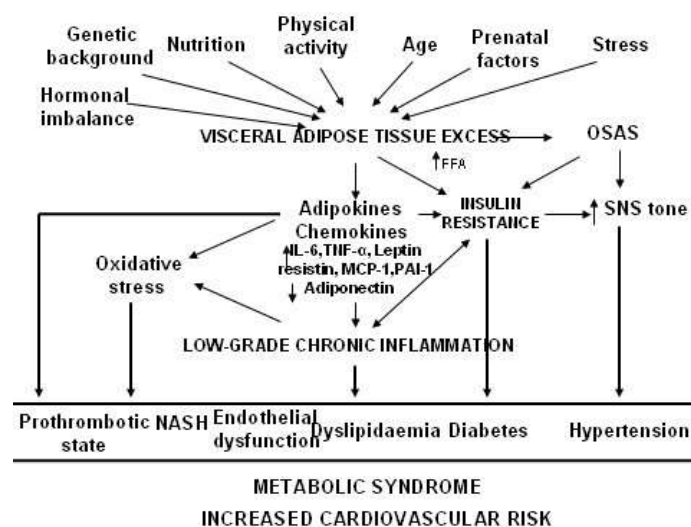 Physical
activity
Genetic
background
Nutrition
Age
Prenatal
factors
Stress
Hormonal
imbalance
VISCERAL ADIPOSE TISSUE EXCESS
OSAS
FFA
Adipokines
Chemokines
IL-6,TNF-α, Leptin
resistin, MCP-1,PAI-1
Adiponectin
INSULIN
RESISTANCE
SNS tone
Oxidative
stress
LOW-GRADE CHRONIC INFLAMMATION
Prothrombotic
state
NASH
Endothelial
dysfunction
Dyslipidaemia
Diabetes
Hypertension
METABOLIC SYNDROME
INCREASED CARDIOVASCULAR RISK